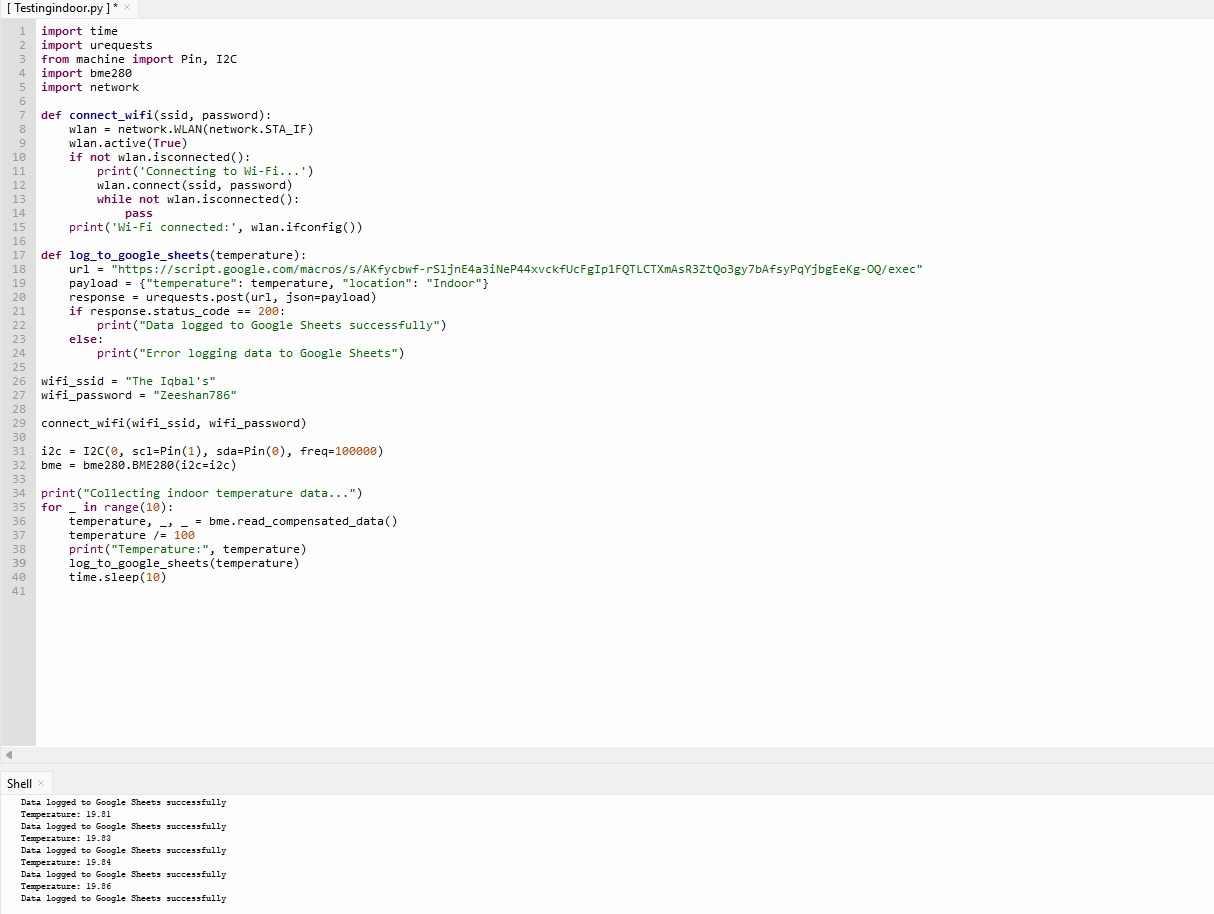 [ Testingindoor.py ] * ×
1 import time
2 import urequests
3 from machine import Pin, I2C
4 import bme280
5 import network
6
7 def connect_wifi(ssid, password):
8     wlan = network.WLAN(network.STA_IF)
9     wlan.active(True)
10     if not wlan.isconnected():
11         print('Connecting to Wi-Fi...')
12         wlan.connect(ssid, password)
13         while not wlan.isconnected():
14             pass
15     print('Wi-Fi connected:', wlan.ifconfig())
16
17 def log_to_google_sheets(temperature):
18     url = "https://script.google.com/macros/s/AKfycbwf-rSljnE4a3iNeP44xvckfUcFgIp1FQTLCTXmAsR3ZtQo3gy7bAfsyPqYjbgEeKg-OQ/exec"
19     payload = {"temperature": temperature, "location": "Indoor"}
20     response = urequests.post(url, json=payload)
21     if response.status_code == 200:
22         print("Data logged to Google Sheets successfully")
23     else:
24         print("Error logging data to Google Sheets")
25
26 wifi_ssid = "The Iqbal's"
27 wifi_password = "Zeeshan786"
28
29 connect_wifi(wifi_ssid, wifi_password)
30
31 i2c = I2C(0, scl=Pin(1), sda=Pin(0), freq=100000)
32 bme = bme280.BME280(i2c=i2c)
33
34 print("Collecting indoor temperature data...")
35 for _ in range(10):
36     temperature, _, _ = bme.read_compensated_data()
37     temperature /= 100
38     print("Temperature:", temperature)
39     log_to_google_sheets(temperature)
40     time.sleep(10)
41
Shell ×
Data logged to Google Sheets successfully
Temperature: 19.81
Data logged to Google Sheets successfully
Temperature: 19.83
Data logged to Google Sheets successfully
Temperature: 19.84
Data logged to Google Sheets successfully
Temperature: 19.86
Data logged to Google Sheets successfully